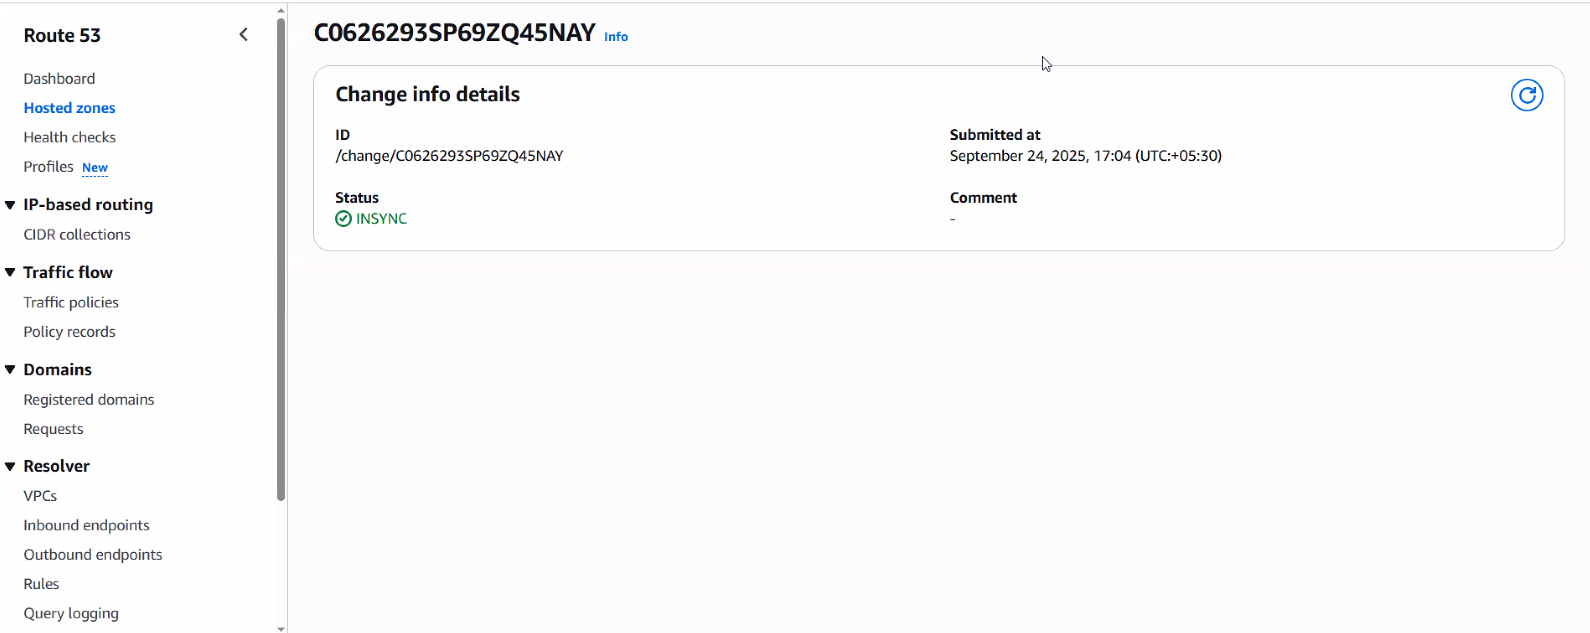 Route 53
Dashboard
Hosted zones
Health checks
Profiles New
IP-based routing
CIDR collections
Traffic flow
Traffic policies
Policy records
Domains
Registered domains
Requests
Resolver
VPCs
Inbound endpoints
Outbound endpoints
Rules
Query logging
C0626293SP69ZQ45NAY Info
Change info details
ID
/change/C0626293SP69ZQ45NAY
Submitted at
September 24, 2025, 17:04 (UTC:+05:30)
Status
INSYNC
Comment
-